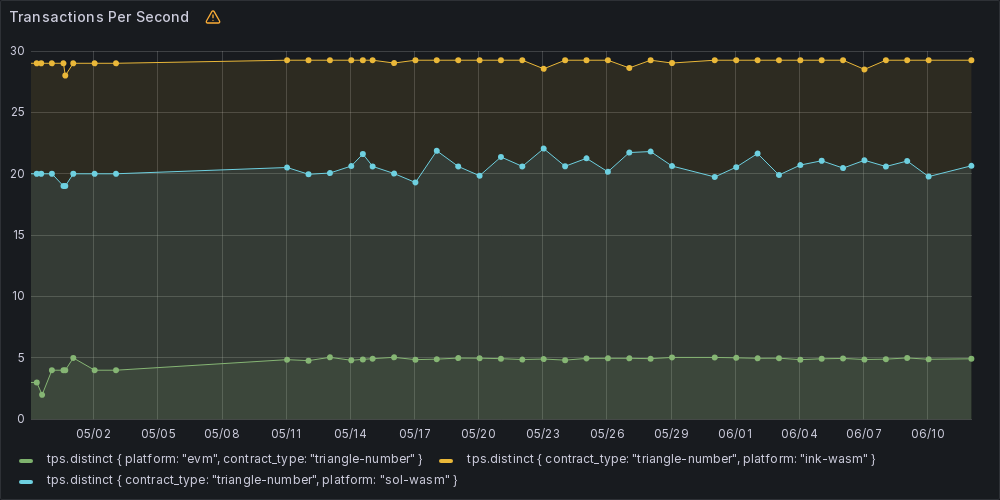 Transactions Per Second
30
25
20
15
10
5
0
05/02 05/05 05/08 05/11 05/14 05/17 05/20 05/23 05/26 05/29 06/01 06/04 06/07 06/10
tps.distinct { platform: "evm", contract_type: "triangle-number" } tps.distinct { contract_type: "triangle-number", platform: "ink-wasm" }
tps.distinct { contract_type: "triangle-number", platform: "sol-wasm" }